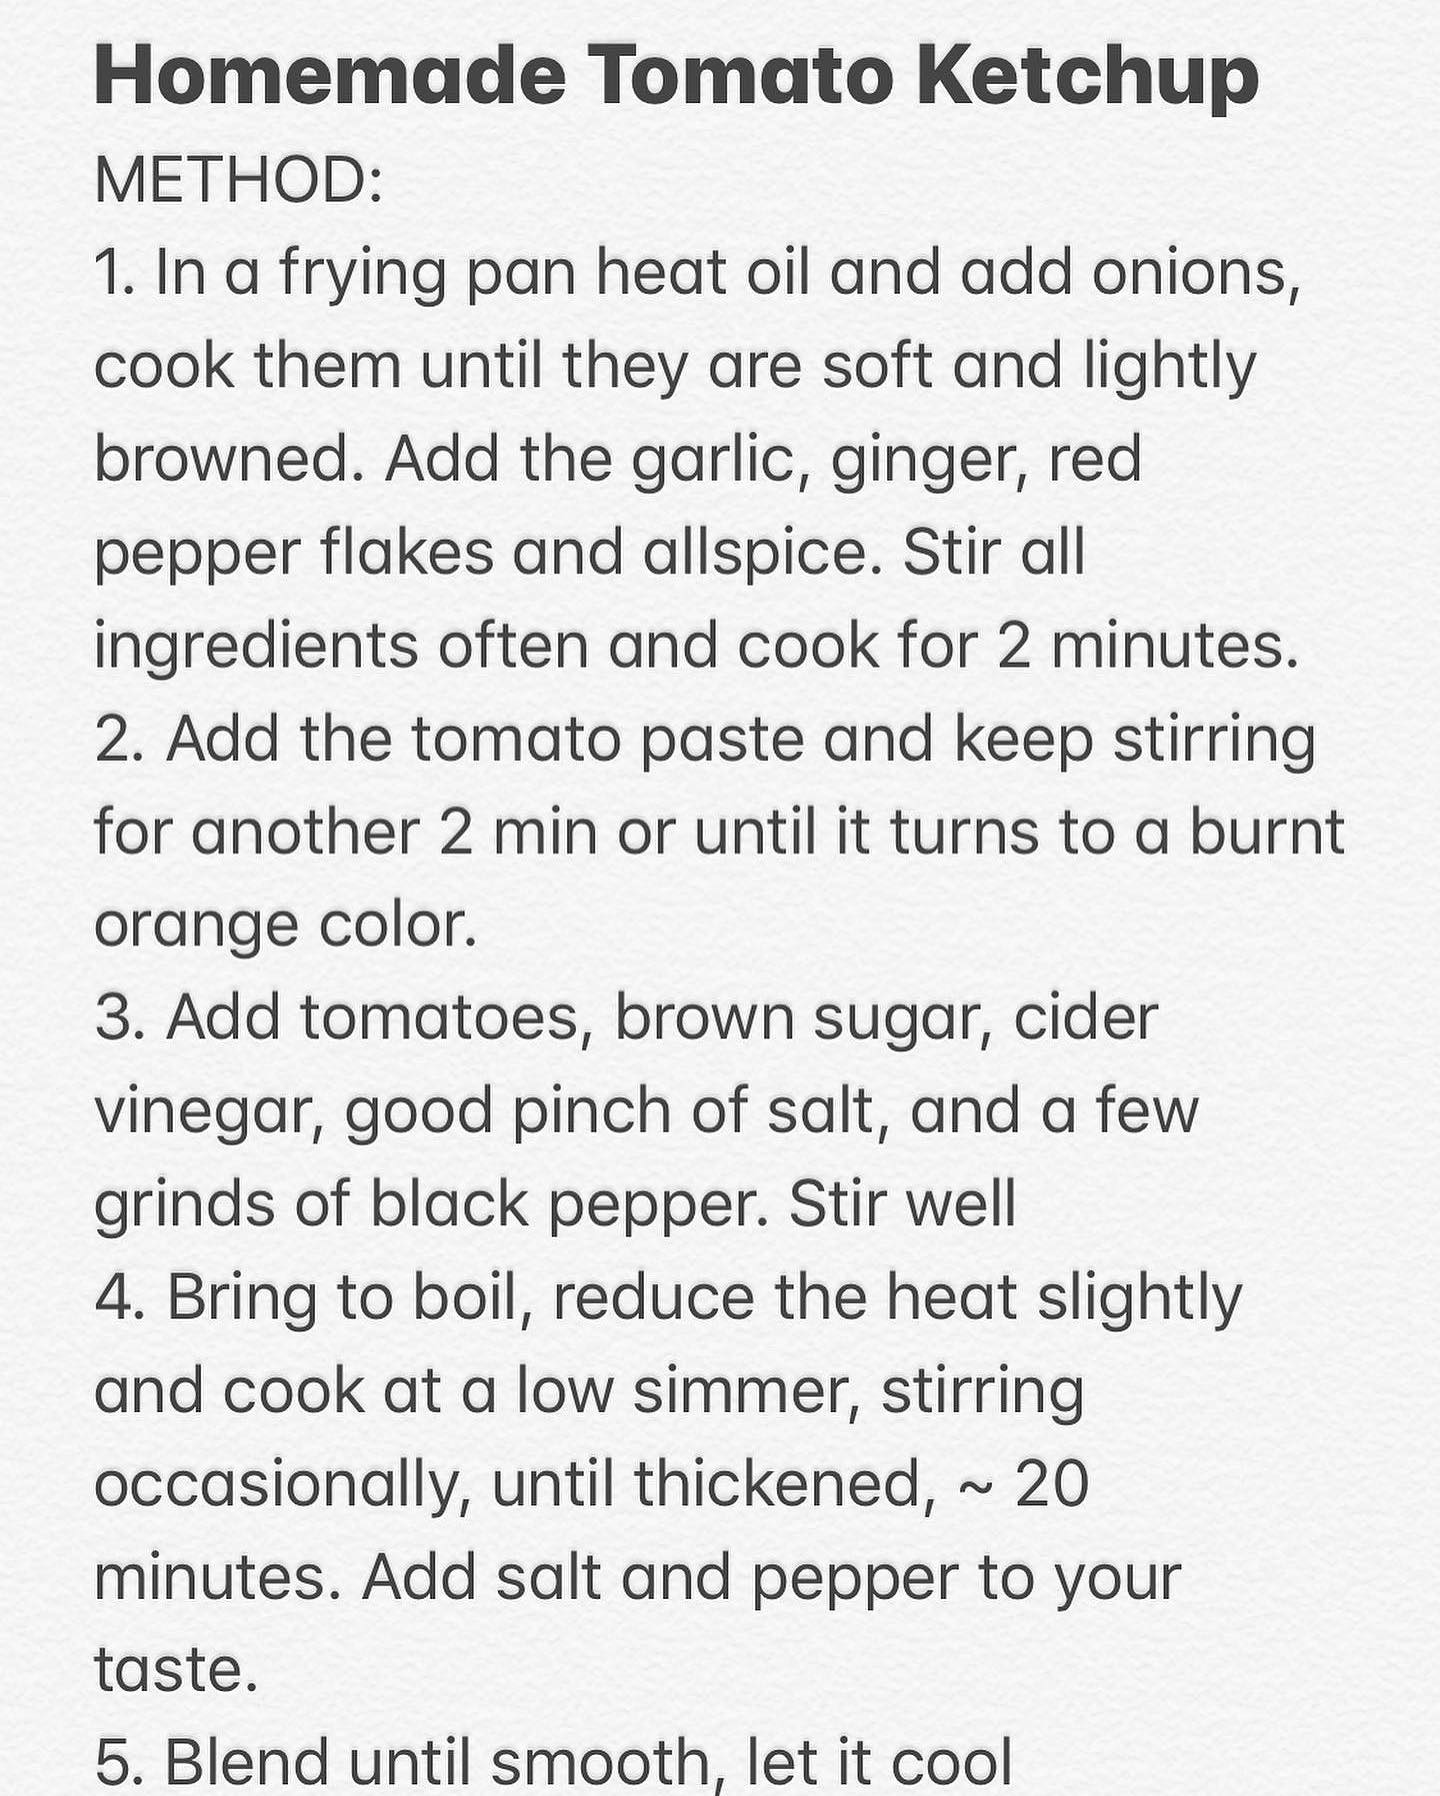 Homemade Tomato Ketchup
METHOD:
1. In a frying pan heat oil and add onions,
cook them until they are soft and lightly
browned. Add the garlic, ginger, red
pepper flakes and allspice. Stir all
ingredients often and cook for 2 minutes.
2. Add the tomato paste and keep stirring
for another 2 min or until it turns to a burnt
orange color.
3. Add tomatoes, brown sugar, cider
vinegar, good pinch of salt, and a few
grinds of black pepper. Stir well
4. Bring to boil, reduce the heat slightly
and cook at a low simmer, stirring
occasionally, until thickened, ~ 20
minutes. Add salt and pepper to your
taste.
5. Blend until smooth, let it cool